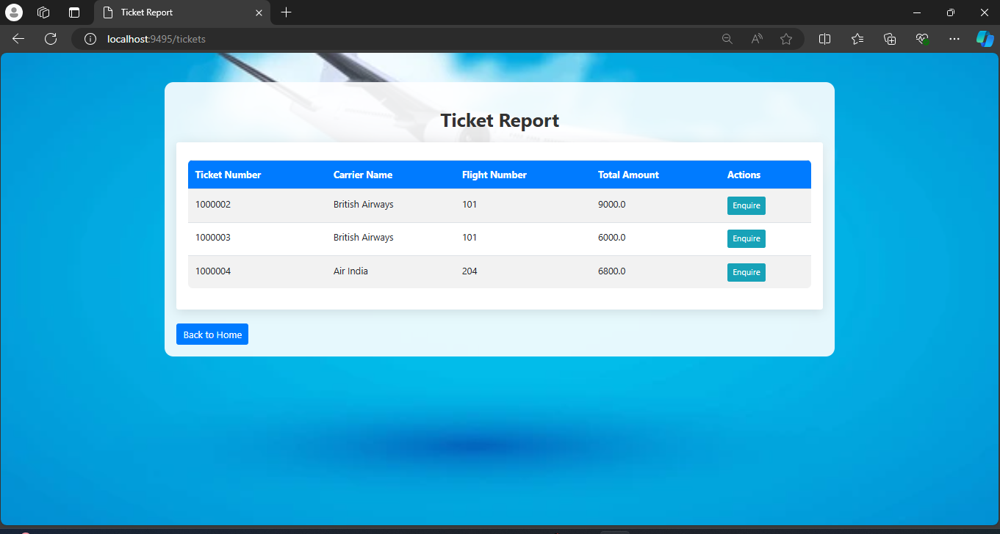 Ticket Report
localhost:9495/tickets
Ticket Report
Ticket Number Carrier Name Flight Number Total Amount Actions
1000002 British Airways 101 9000.0 Enquire
1000003 British Airways 101 6000.0 Enquire
1000004 Air India 204 6800.0 Enquire
Back to Home